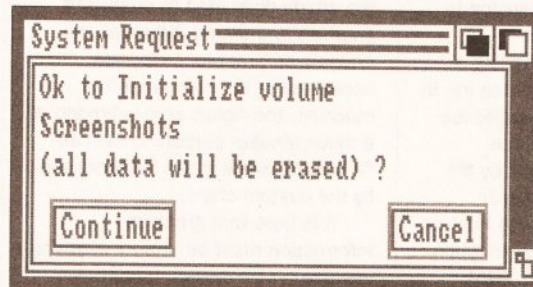 System Request
Ok to Initialize volume
Screenshots
(all data will be erased) ?
Continue
Cancel